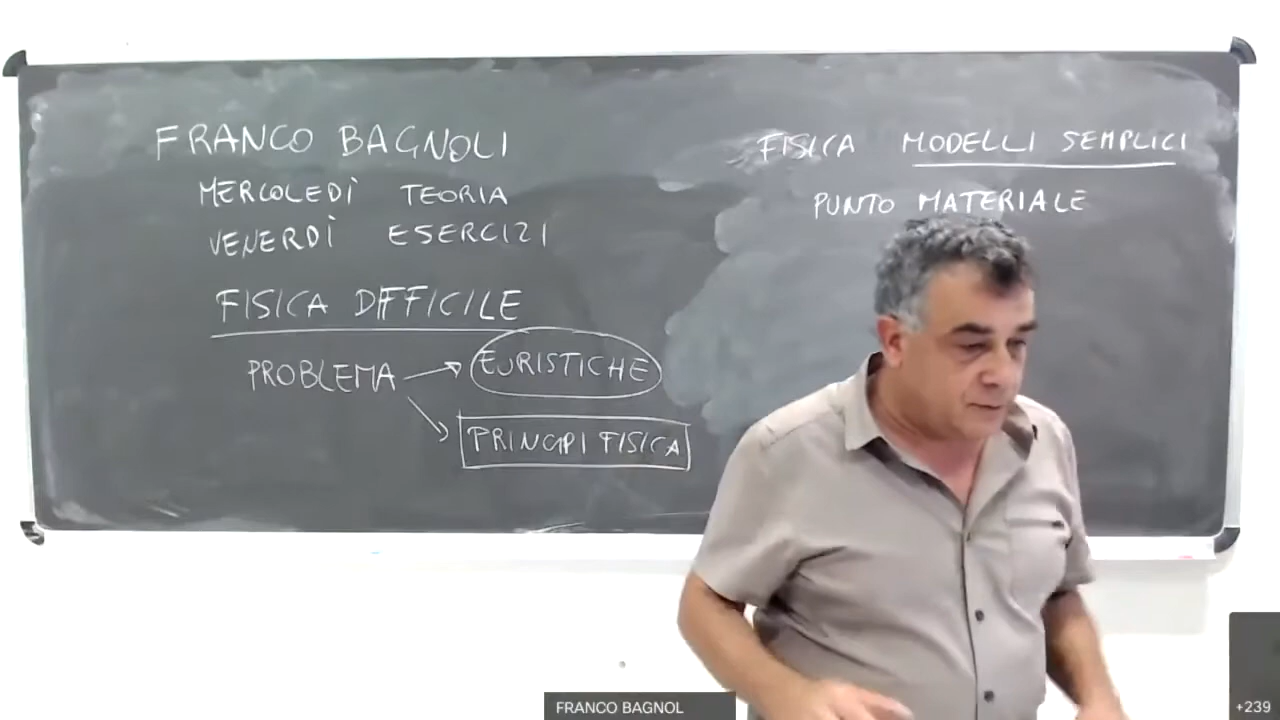 FRANCO BAGNOLI
MERCOLEDÌ TEORIA
VENERDÌ ESERCIZI
FISICA DIFFICILE
PROBLEMA → EURISTICHE
PRINCIPI FISICA
FISICA MODELLI SEMPLICI
PUNTO MATERIALE
FRANCO BAGNOL
+239